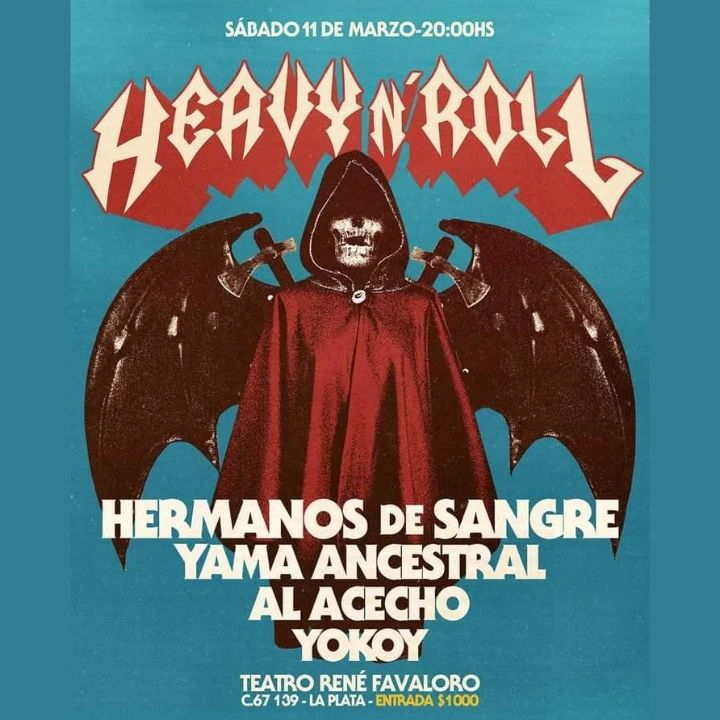 SÁBADO 11 DE MARZO-20:00HS
HEAVY N' ROLL
HERMANOS DE SANGRE
YAMA ANCESTRAL
AL ACECHO
YOKOY
TEATRO RENÉ FAVALORO
C.67 139 - LA PLATA - ENTRADA $1000